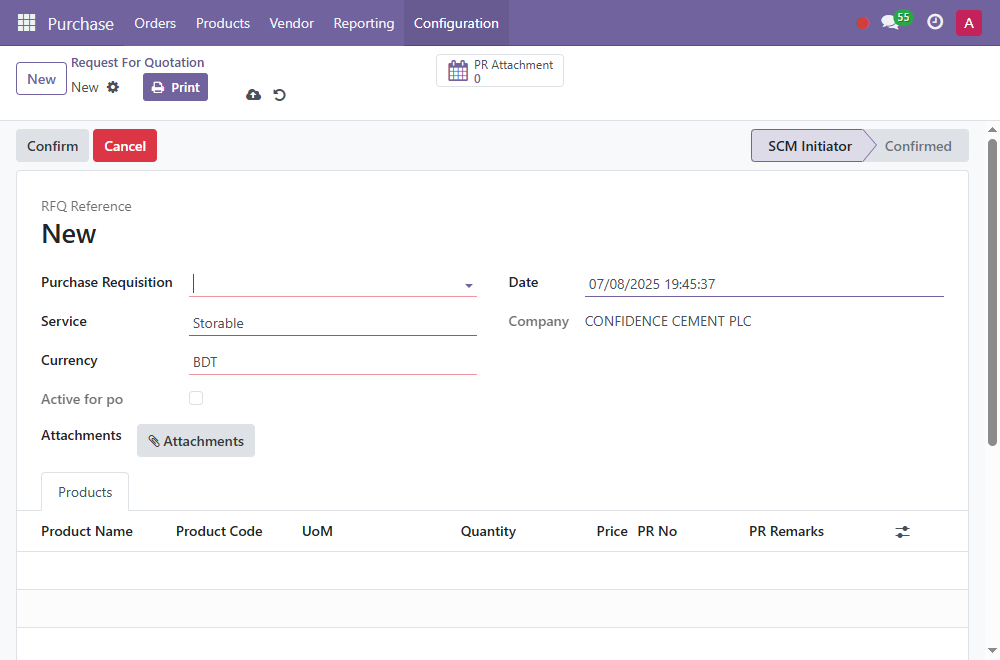 Purchase Orders Products Vendor Reporting Configuration 55 A
New
Request For Quotation
New
Print
PR Attachment
0
Confirm Cancel
SCM Initiator Confirmed
RFQ Reference
New
Purchase Requisition
Date 07/08/2025 19:45:37
Service Storable
Company CONFIDENCE CEMENT PLC
Currency BDT
Active for po
Attachments Attachments
Products
Product Name Product Code UoM Quantity Price PR No PR Remarks